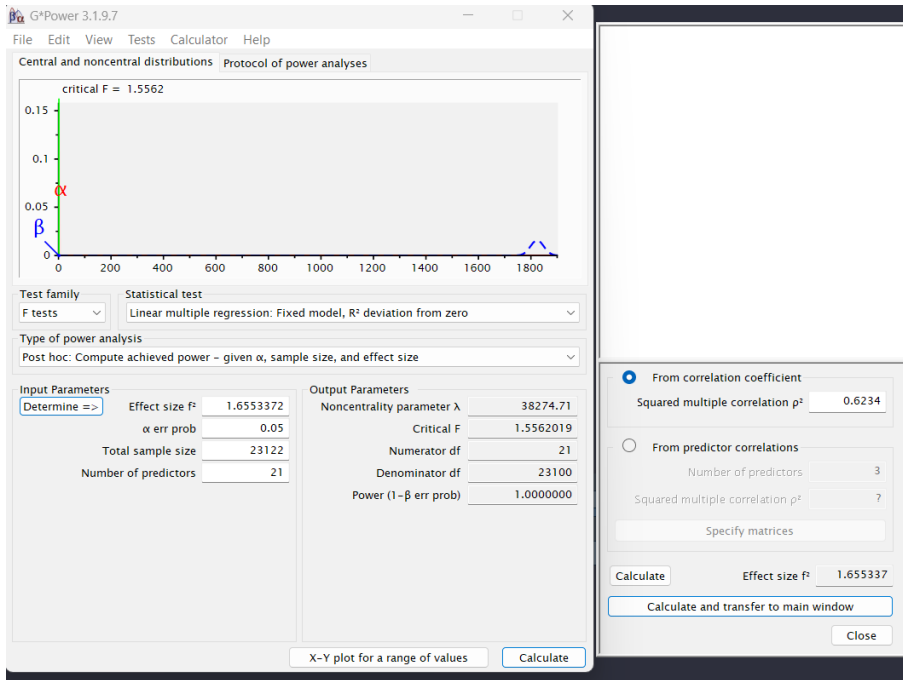 G*Power 3.1.9.7
File Edit View Tests Calculator Help
Central and noncentral distributions Protocol of power analyses
critical F = 1.5562
0.15
0.1
α
0.05
β
0
0 200 400 600 800 1000 1200 1400 1600 1800
Test family Statistical test
F tests Linear multiple regression: Fixed model, R² deviation from zero
Type of power analysis
Post hoc: Compute achieved power – given α, sample size, and effect size
Input Parameters
Determine => Effect size f² 1.6553372
α err prob 0.05
Total sample size 23122
Number of predictors 21
Output Parameters
Noncentrality parameter λ 38274.71
Critical F 1.5562019
Numerator df 21
Denominator df 23100
Power (1-β err prob) 1.0000000
X-Y plot for a range of values Calculate
From correlation coefficient
Squared multiple correlation ρ² 0.6234
From predictor correlations
Number of predictors 3
Squared multiple correlation ρ² ?
Specify matrices
Calculate Effect size f² 1.655337
Calculate and transfer to main window
Close